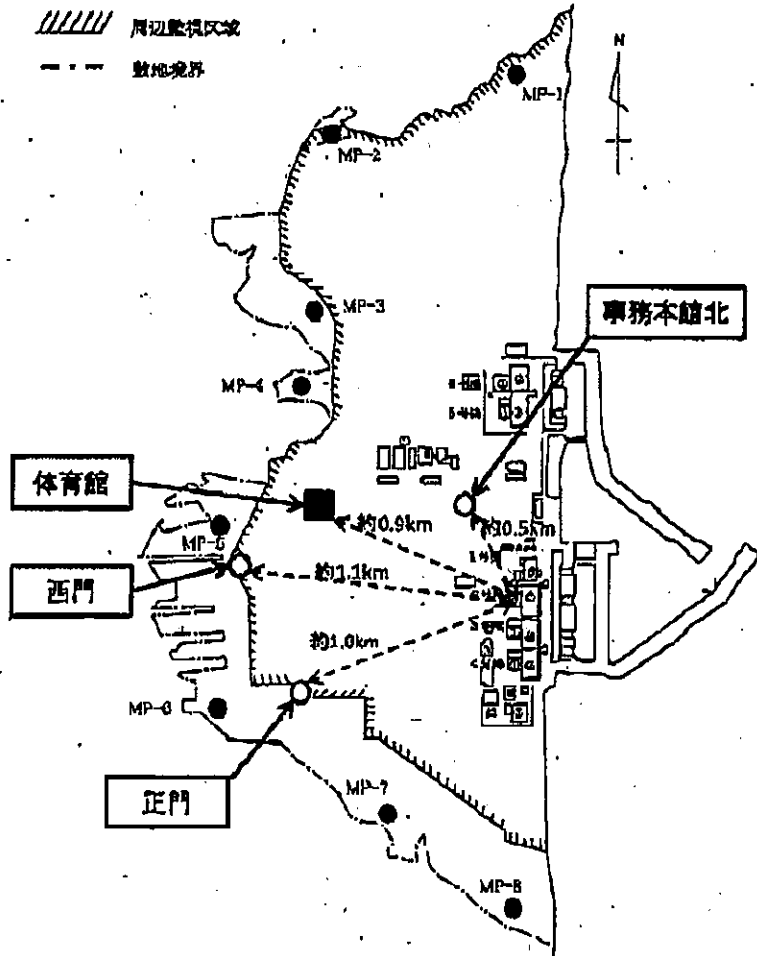 周辺監視区域
敷地境界
N
MP-1
MP-2
MP-3
事務本館北
MP-4
体育館
約0.9km
約0.5km
MP-5
西門
約1.1km
約1.0km
MP-6
正門
MP-7
MP-8